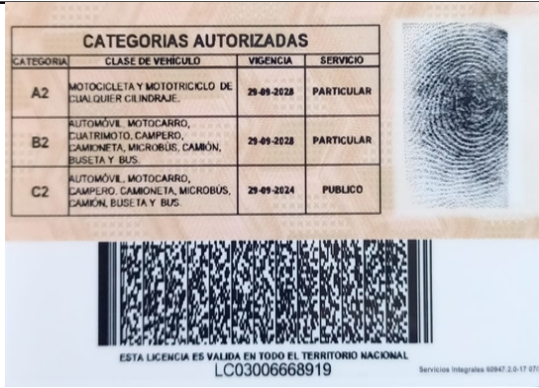 CATEGORIAS AUTORIZADAS
CATEGORIA CLASE DE VEHÍCULO VIGENCIA SERVICIO
A2 MOTOCICLETA Y MOTOTRICICLO DE CUALQUIER CILINDRAJE. 29-09-2028 PARTICULAR
B2 AUTOMÓVIL, MOTOCARRO, CUATRIMOTO, CAMPERO, CAMIONETA, MICROBÚS, CAMIÓN, BUSETA Y BUS. 29-09-2028 PARTICULAR
C2 AUTOMÓVIL, MOTOCARRO, CAMPERO, CAMIONETA, MICROBÚS, CAMIÓN, BUSETA Y BUS. 29-09-2024 PUBLICO
ESTA LICENCIA ES VALIDA EN TODO EL TERRITORIO NACIONAL
LC03006668919
Servicios Integrales